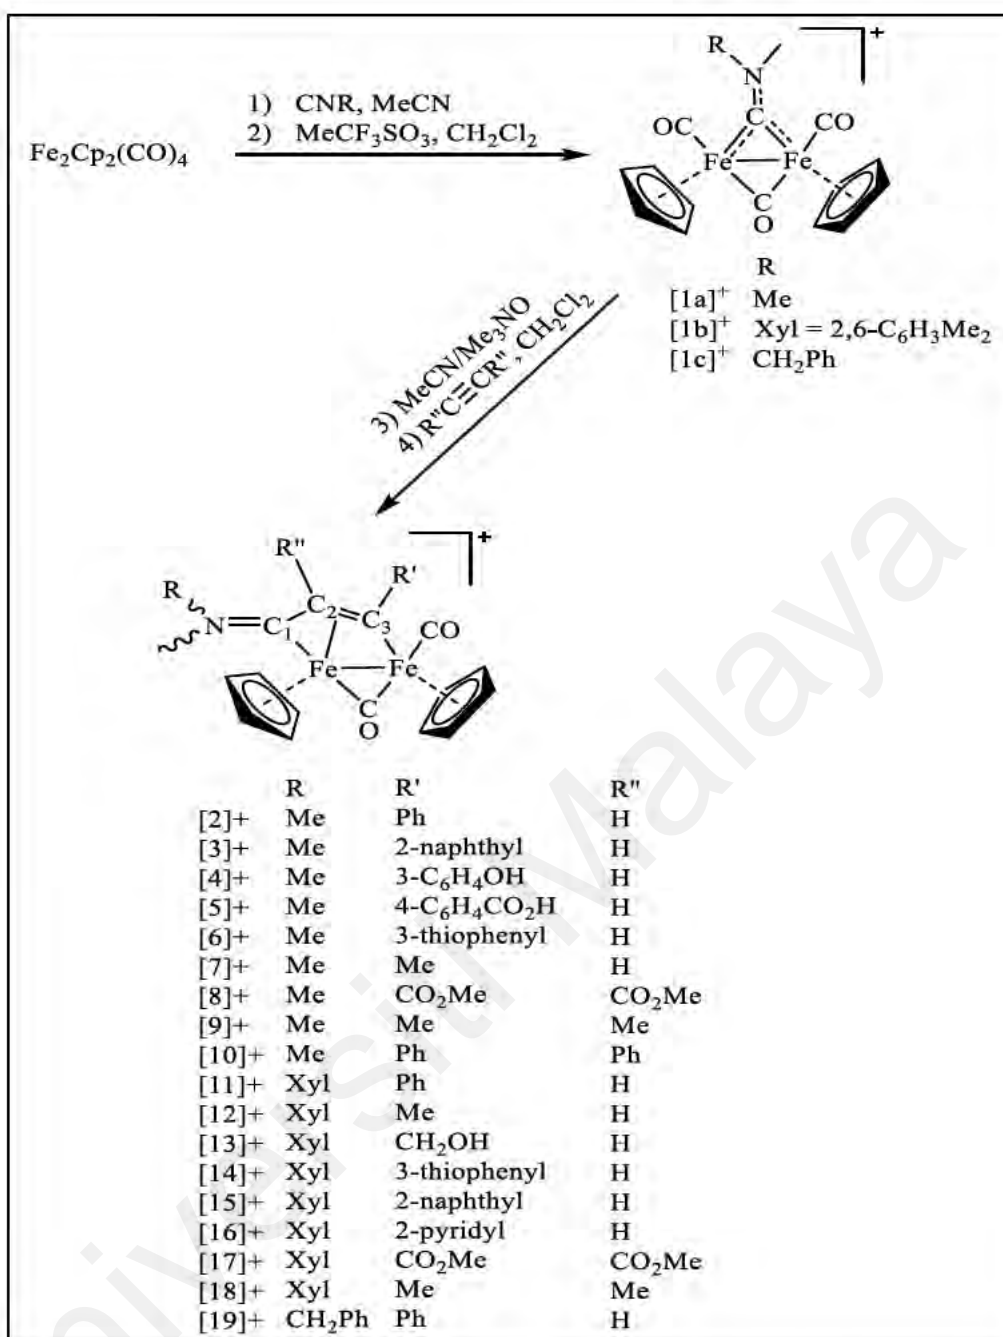 1) CNR, MeCN
2) MeCF₃SO₃, CH₂Cl₂
Fe₂Cp₂(CO)₄
+
R
N
C
OC
CO
Fe
Fe
C
O
R
[1a]⁺ Me
[1b]⁺ Xyl = 2,6-C₆H₃Me₂
[1c]⁺ CH₂Ph
3) MeCN/Me₃NO
4) R"C≡CR", CH₂Cl₂
+
R"
R'
R
N
C₁
C₂
C₃
CO
Fe
Fe
C
O
R R' R"
[2]+ Me Ph H
[3]+ Me 2-naphthyl H
[4]+ Me 3-C₆H₄OH H
[5]+ Me 4-C₆H₄CO₂H H
[6]+ Me 3-thiophenyl H
[7]+ Me Me H
[8]+ Me CO₂Me CO₂Me
[9]+ Me Me Me
[10]+ Me Ph Ph
[11]+ Xyl Ph H
[12]+ Xyl Me H
[13]+ Xyl CH₂OH H
[14]+ Xyl 3-thiophenyl H
[15]+ Xyl 2-naphthyl H
[16]+ Xyl 2-pyridyl H
[17]+ Xyl CO₂Me CO₂Me
[18]+ Xyl Me Me
[19]+ CH₂Ph Ph H
Malaya